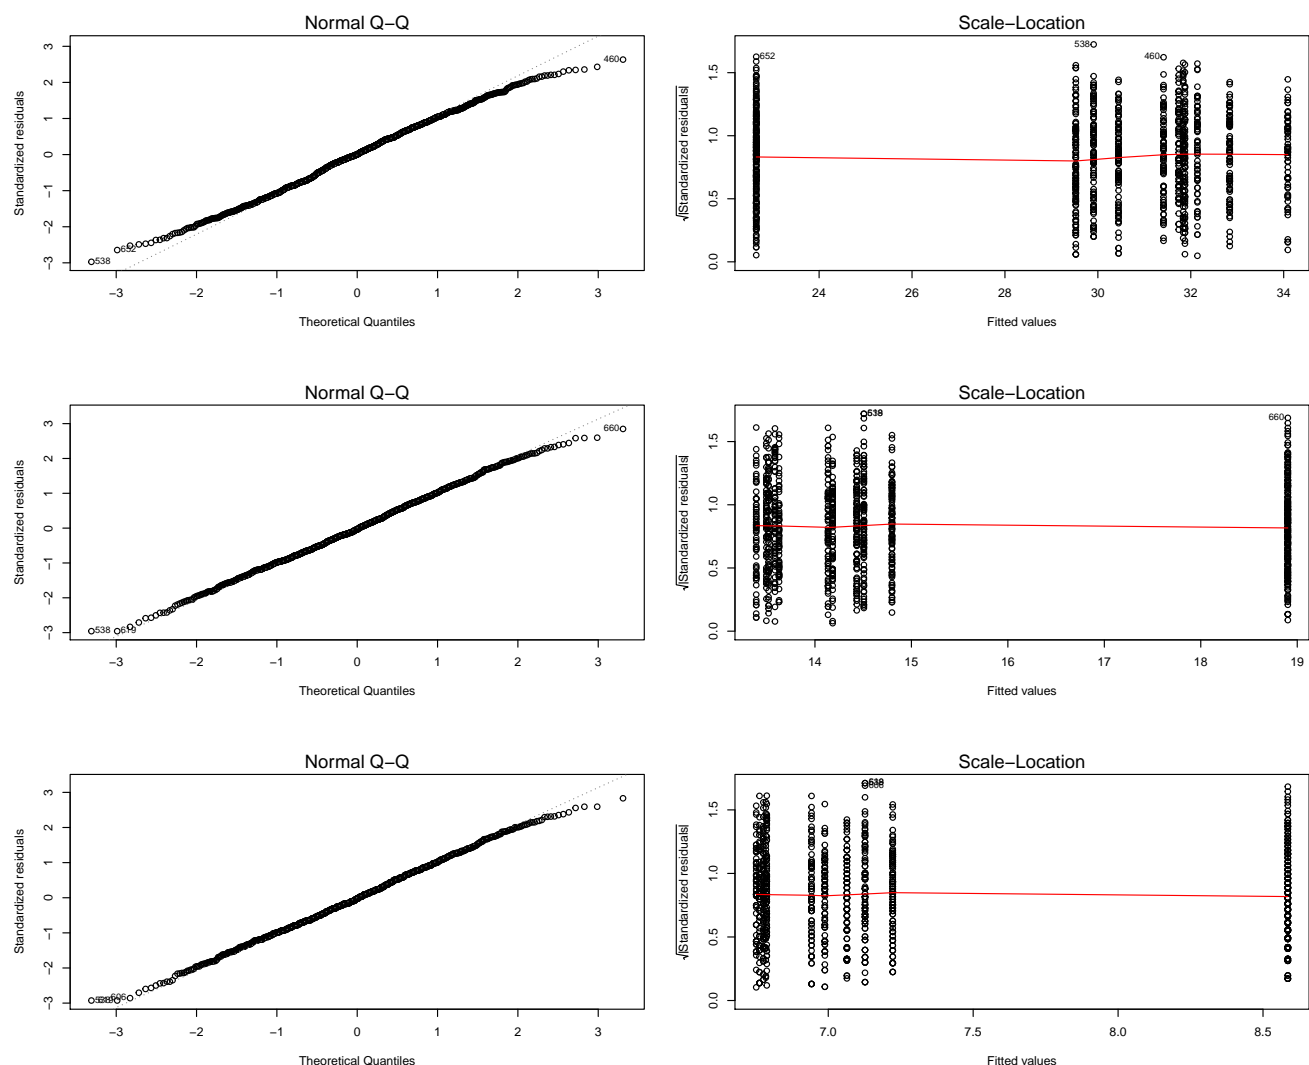 Normal Q−Q
Standardized residuals
3
2
1
0
−1
−2
−3
460
652
538
−3 −2 −1 0 1 2 3
Theoretical Quantiles
Scale−Location
√|Standardized residuals|
1.5
1.0
0.5
0.0
652
538
460
24 26 28 30 32 34
Fitted values
Normal Q−Q
Standardized residuals
3
2
1
0
−1
−2
−3
660
538
619
−3 −2 −1 0 1 2 3
Theoretical Quantiles
Scale−Location
√|Standardized residuals|
1.5
1.0
0.5
0.0
538
660
14 15 16 17 18 19
Fitted values
Normal Q−Q
Standardized residuals
3
2
1
0
−1
−2
−3
606
−3 −2 −1 0 1 2 3
Theoretical Quantiles
Scale−Location
√|Standardized residuals|
1.5
1.0
0.5
0.0
7.0 7.5 8.0 8.5
Fitted values